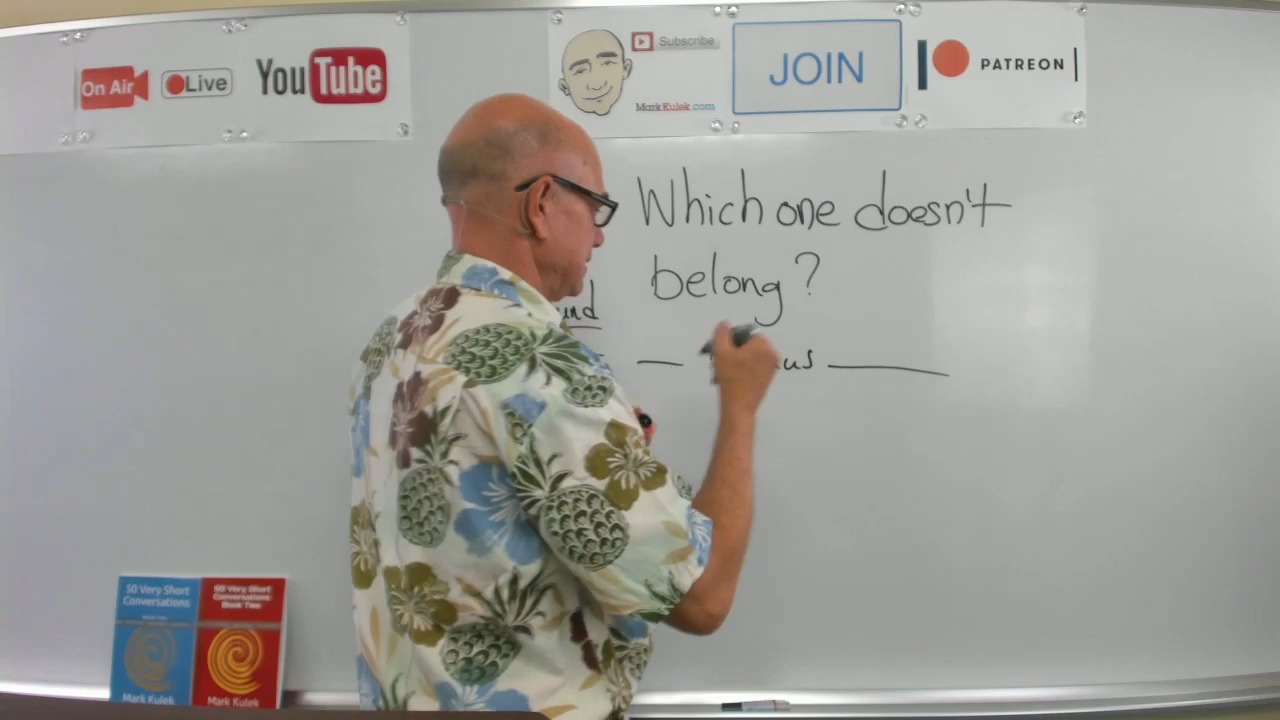 On Air
Live
YouTube
Subscribe
MarkKulek.com
JOIN
PATREON
Which one doesn't
belong?
50 Very Short
Conversations
Mark Kulek
60 Very Short
Conversations
Book Two
Mark Kulek